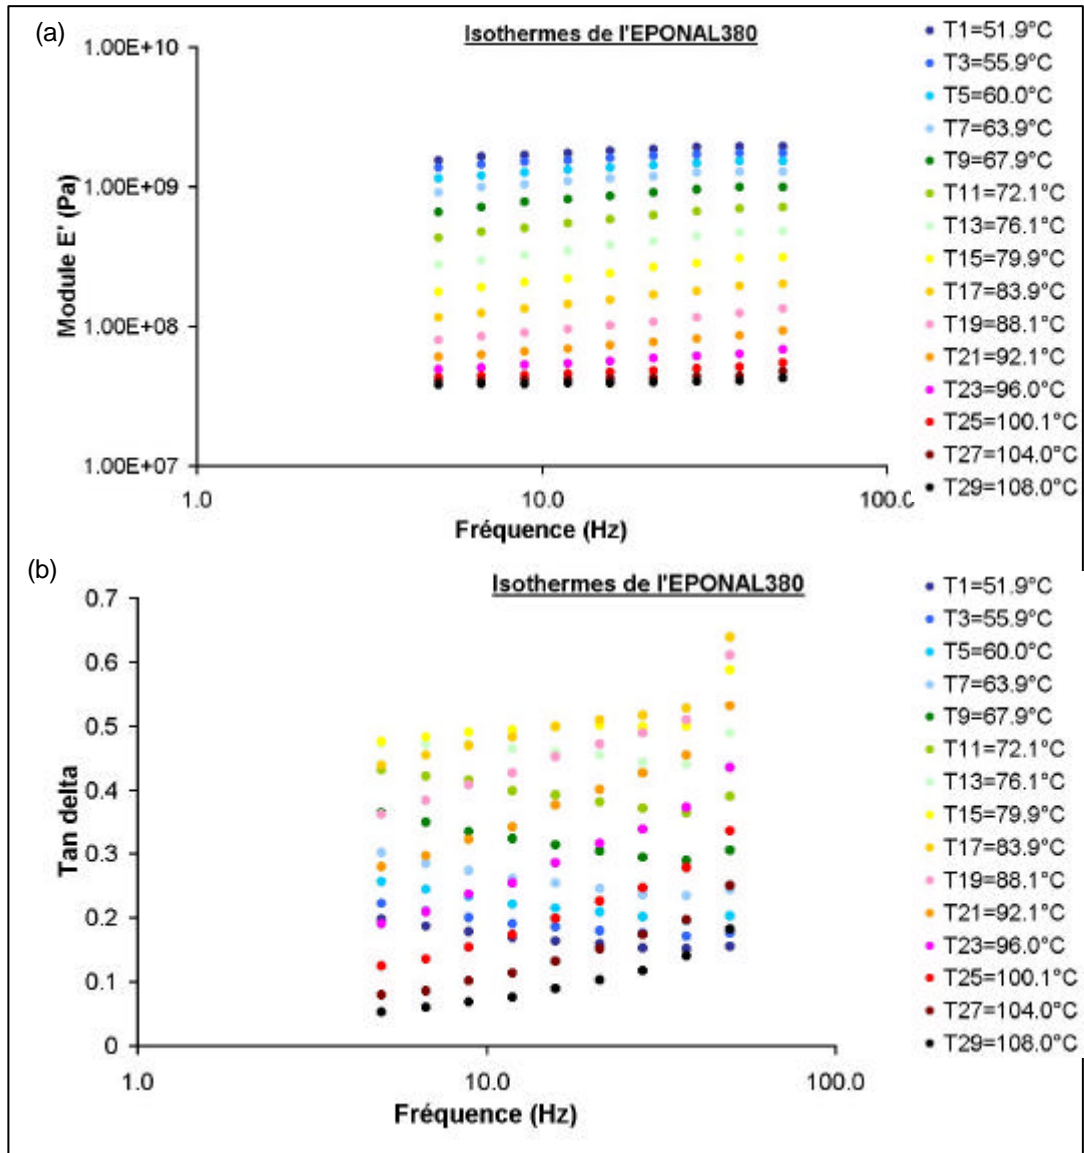 (a)
Isothermes de l'EPONAL380
1.00E+10
1.00E+09
1.00E+08
1.00E+07
Module E' (Pa)
1.0
10.0
100.0
Fréquence (Hz)
T1=51.9°C
T3=55.9°C
T5=60.0°C
T7=63.9°C
T9=67.9°C
T11=72.1°C
T13=76.1°C
T15=79.9°C
T17=83.9°C
T19=88.1°C
T21=92.1°C
T23=96.0°C
T25=100.1°C
T27=104.0°C
T29=108.0°C
(b)
Isothermes de l'EPONAL380
0.7
0.6
0.5
0.4
0.3
0.2
0.1
0
Tan delta
1.0
10.0
100.0
Fréquence (Hz)
T1=51.9°C
T3=55.9°C
T5=60.0°C
T7=63.9°C
T9=67.9°C
T11=72.1°C
T13=76.1°C
T15=79.9°C
T17=83.9°C
T19=88.1°C
T21=92.1°C
T23=96.0°C
T25=100.1°C
T27=104.0°C
T29=108.0°C